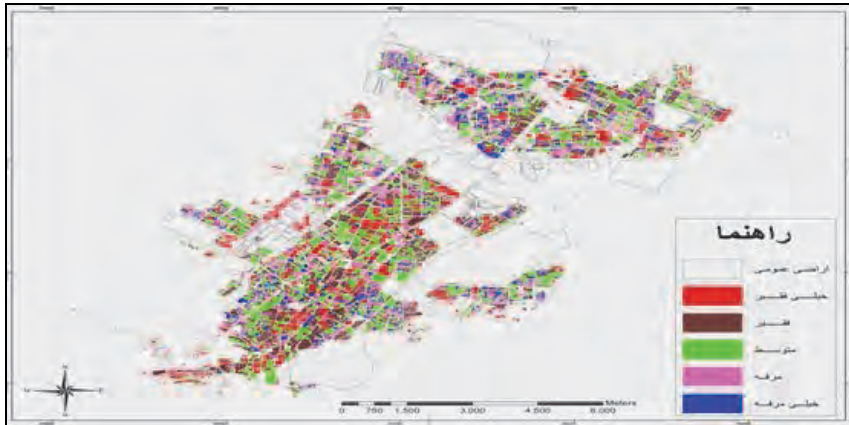 راهنما
اراضی عمومی
خیلی فقیر
فقیر
متوسط
مرفه
خیلی مرفه
Meters
0 750 1,500 3,000 4,500 6,000